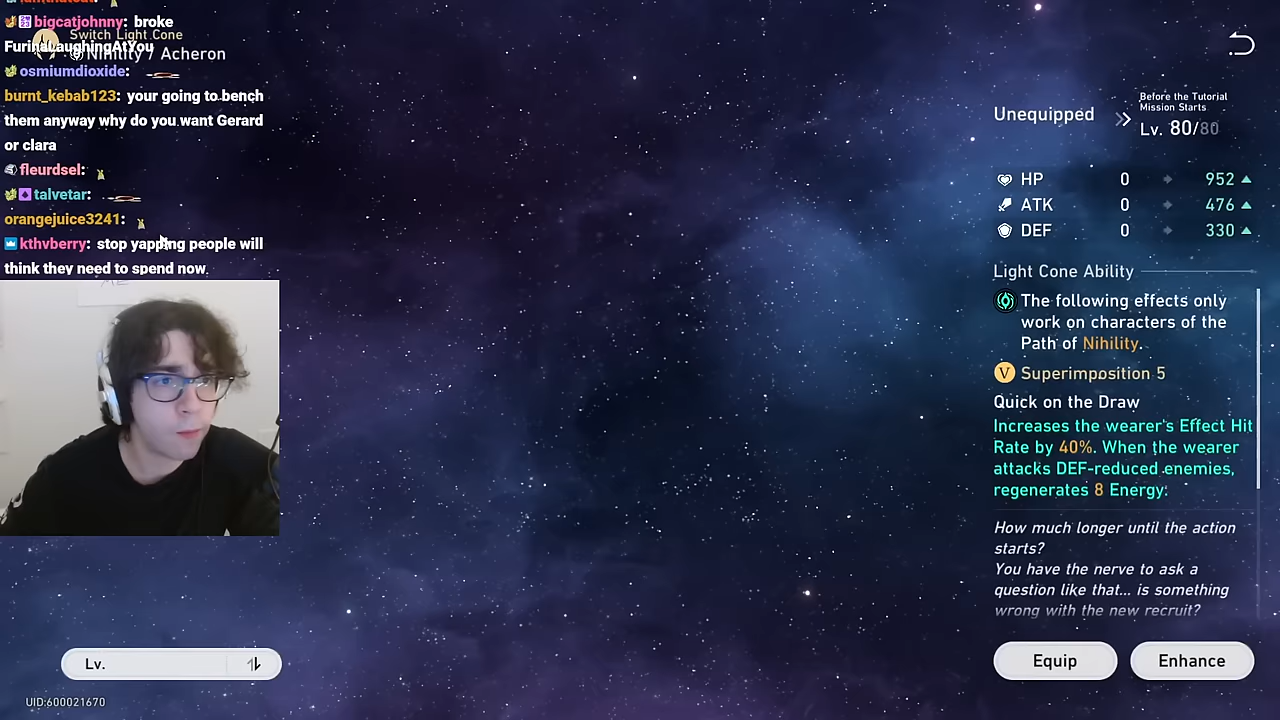 bigcatjohnny: broke
FurinaLaughingAtYou
Switch Light Cone
Nihility / Acheron
osmiumdioxide:
burnt_kebab123: your going to bench
them anyway why do you want Gerard
or clara
fleurdsel:
talvetar:
orangejuice3241:
kthvberry: stop yapping people will
think they need to spend now
Unequipped
Before the Tutorial
Mission Starts
Lv. 80/80
HP 0 952
ATK 0 476
DEF 0 330
Light Cone Ability
The following effects only
work on characters of the
Path of Nihility.
V Superimposition 5
Quick on the Draw
Increases the wearer's Effect Hit
Rate by 40%. When the wearer
attacks DEF-reduced enemies,
regenerates 8 Energy.
How much longer until the action
starts?
You have the nerve to ask a
question like that... is something
wrong with the new recruit?
Lv.
Equip
Enhance
UID:600021670